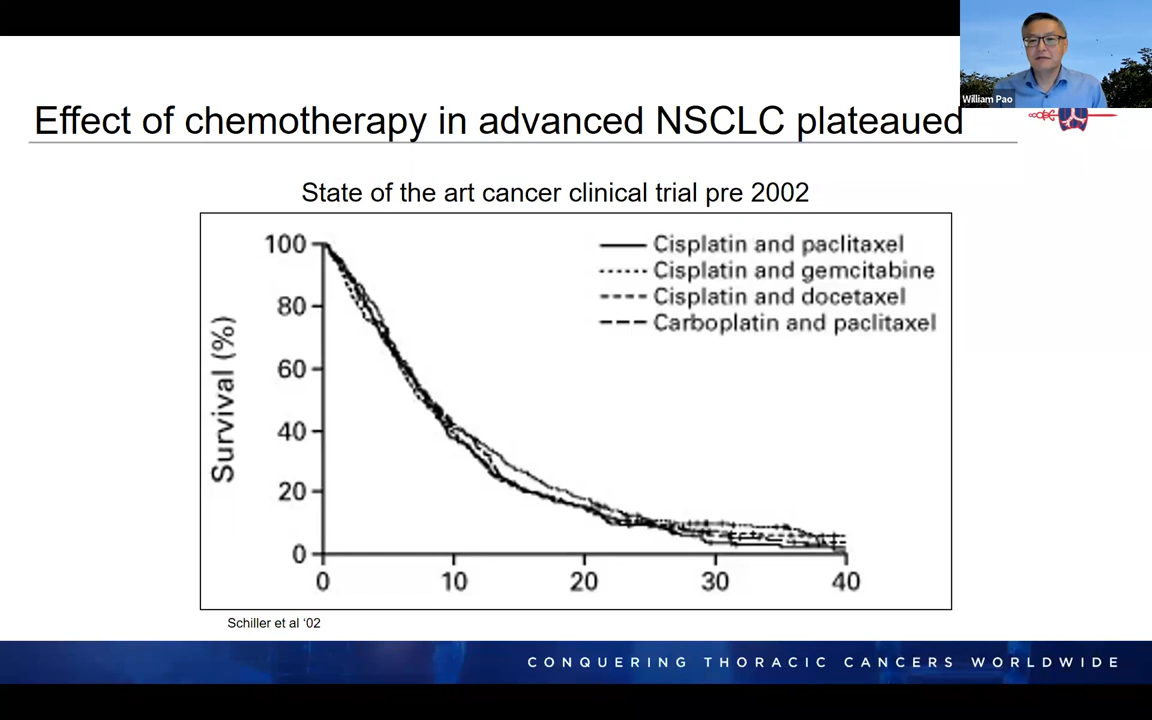 William Pao
Effect of chemotherapy in advanced NSCLC plateaued
State of the art cancer clinical trial pre 2002
100
80
60
40
20
0
Survival (%)
Cisplatin and paclitaxel
Cisplatin and gemcitabine
Cisplatin and docetaxel
Carboplatin and paclitaxel
0 10 20 30 40
Schiller et al ‘02
CONQUERING THORACIC CANCERS WORLDWIDE